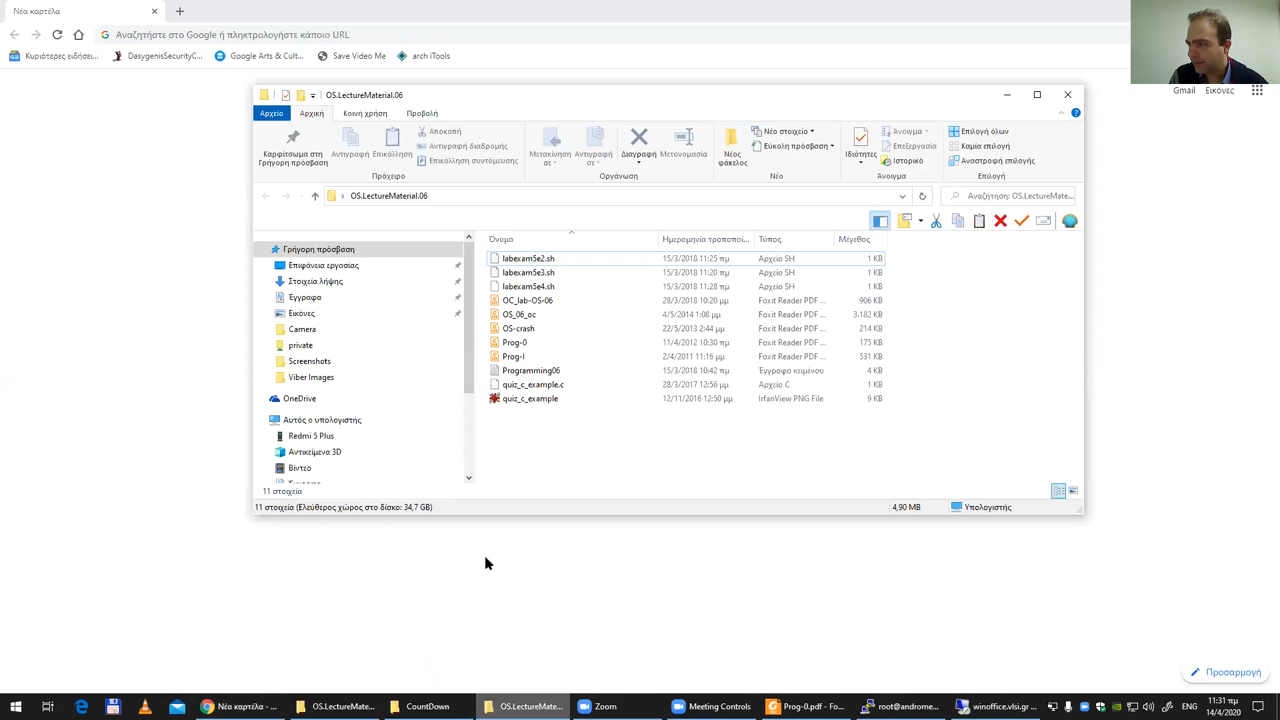 Νέα καρτέλα
Αναζητήστε στο Google ή πληκτρολογήστε κάποιο URL
Κυριότερες ειδήσει...
DasygenisSecurityC...
Google Arts & Cult...
Save Video Me
arch iTools
Gmail
Εικόνες
OS.LectureMaterial.06
Αρχείο
Αρχική
Κοινή χρήση
Προβολή
Καρφίτσωμα στη Γρήγορη πρόσβαση
Αντιγραφή
Επικόλληση
Αποκοπή
Αντιγραφή διαδρομής
Επικόλληση συντόμευσης
Πρόχειρο
Μετακίνηση σε
Αντιγραφή σε
Διαγραφή
Μετονομασία
Οργάνωση
Νέος φάκελος
Νέο στοιχείο
Εύκολη πρόσβαση
Νέο
Ιδιότητες
Άνοιγμα
Επεξεργασία
Ιστορικό
Άνοιγμα
Επιλογή όλων
Καμία επιλογή
Αναστροφή επιλογής
Επιλογή
OS.LectureMaterial.06
Αναζήτηση: OS.LectureMate...
Όνομα Ημερομηνία τροποποί... Τύπος Μέγεθος
labexam5e2.sh 15/3/2018 11:25 πμ Αρχείο SH 1 KB
labexam5e3.sh 15/3/2018 11:20 πμ Αρχείο SH 1 KB
labexam5e4.sh 15/3/2018 11:28 πμ Αρχείο SH 1 KB
OC_lab-OS-06 28/3/2018 10:20 μμ Foxit Reader PDF ... 906 KB
OS_06_oc 4/5/2014 1:08 μμ Foxit Reader PDF ... 3.182 KB
OS-crash 22/5/2013 2:44 μμ Foxit Reader PDF ... 214 KB
Prog-0 11/4/2012 10:30 πμ Foxit Reader PDF ... 175 KB
Prog-I 2/4/2011 11:16 μμ Foxit Reader PDF ... 531 KB
Programming06 15/3/2018 10:42 πμ Έγγραφο κειμένου 4 KB
quiz_c_example.c 28/3/2017 12:56 μμ Αρχείο C 1 KB
quiz_c_example 12/11/2016 12:50 μμ IrfanView PNG File 9 KB
Γρήγορη πρόσβαση
Επιφάνεια εργασίας
Στοιχεία λήψης
Έγγραφα
Εικόνες
Camera
private
Screenshots
Viber Images
OneDrive
Αυτός ο υπολογιστής
Redmi 5 Plus
Αντικείμενα 3D
Βίντεο
11 στοιχεία
11 στοιχεία (Ελεύθερος χώρος στο δίσκο: 34,7 GB)
4,90 MB
Υπολογιστής
Προσαρμογή
Νέα καρτέλα - ...
OS.LectureMate...
CountDown
OS.LectureMate...
Zoom
Meeting Controls
Prog-0.pdf - Fo...
root@androme...
winoffice.vlsi.gr ...
11:31 πμ
14/4/2020